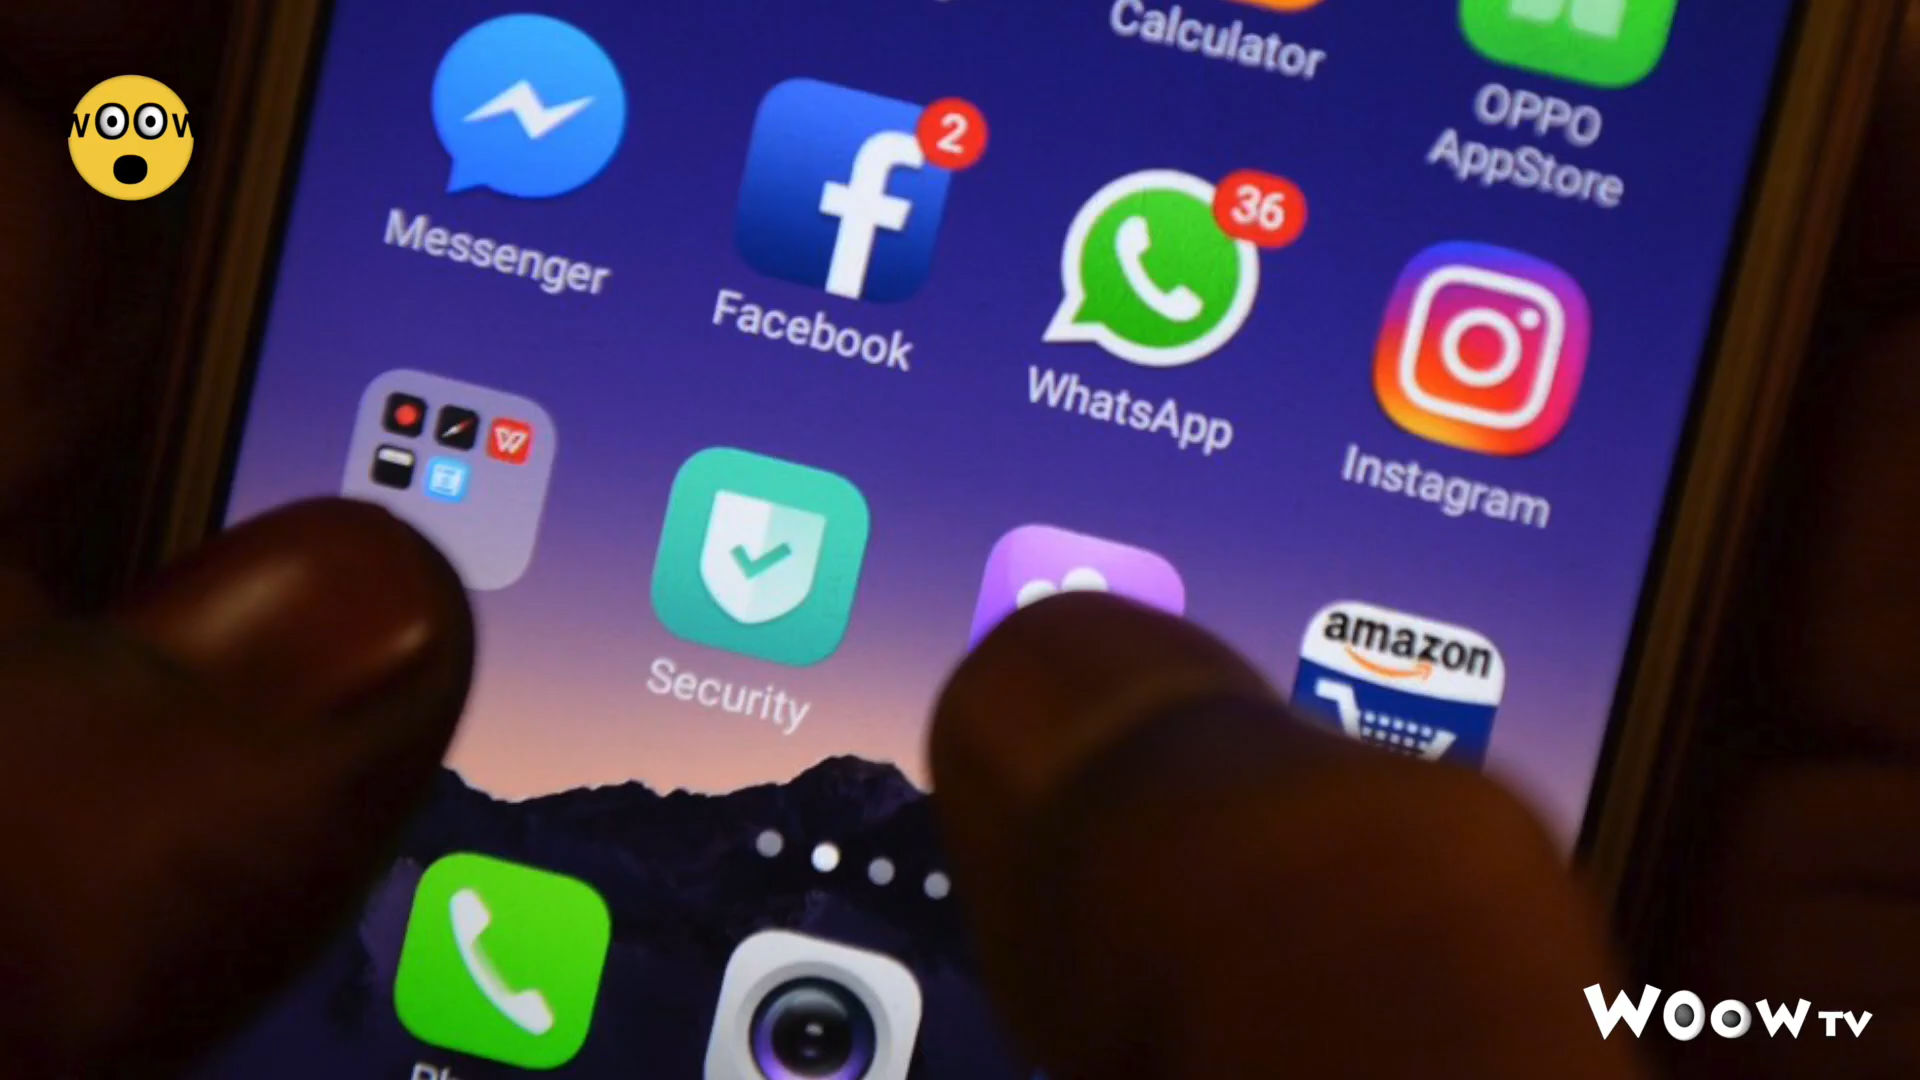 Calculator
OPPO
AppStore
woow
2
36
Messenger
Facebook
WhatsApp
Instagram
Security
amazon
WOOW TV